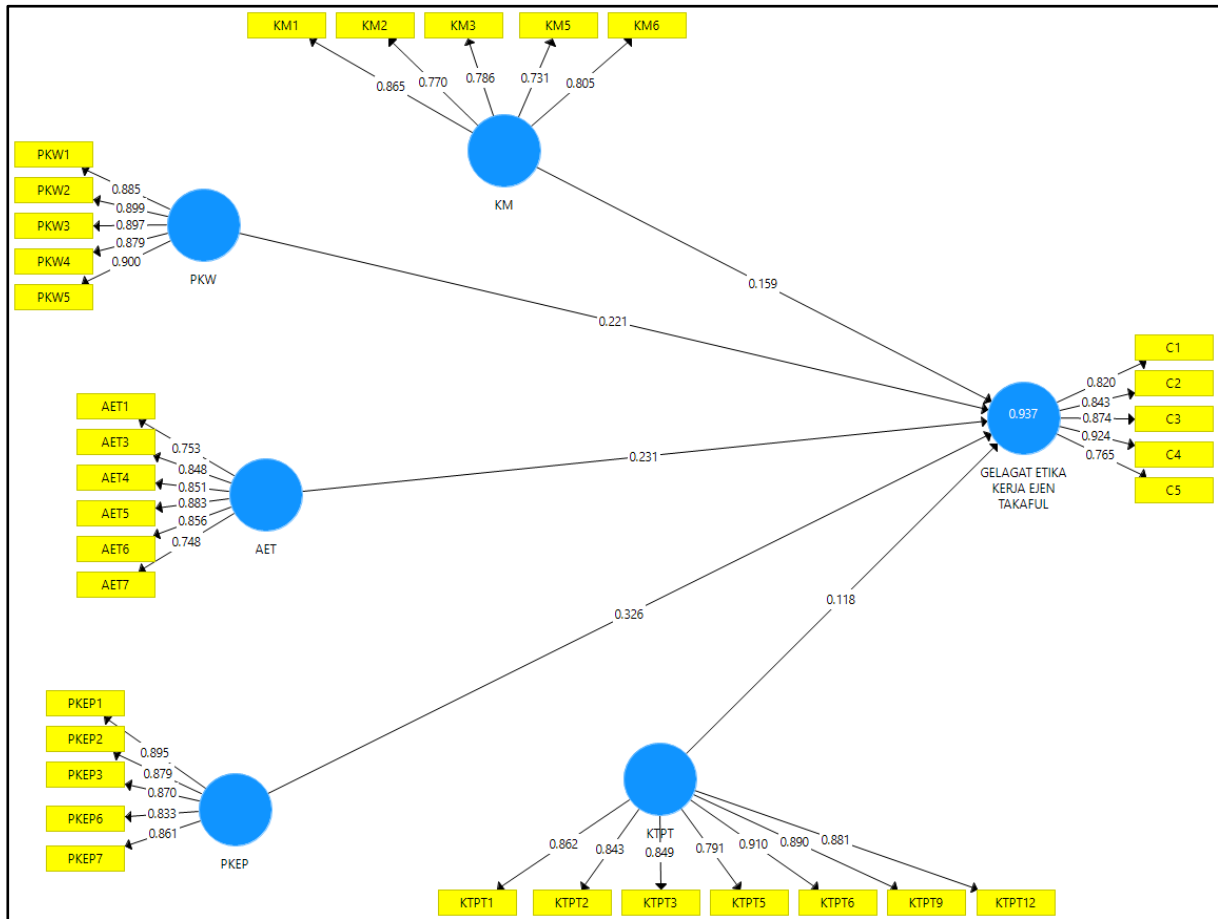 KM1 KM2 KM3 KM5 KM6
0.865 0.770 0.786 0.731 0.805
KM
PKW1
PKW2
PKW3
PKW4
PKW5
0.885
0.899
0.897
0.879
0.900
PKW
0.159
0.221
AET1
AET3
AET4
AET5
AET6
AET7
0.753
0.848
0.851
0.883
0.856
0.748
AET
0.231
0.937
GELAGAT ETIKA
KERJA EJEN
TAKAFUL
C1
C2
C3
C4
C5
0.820
0.843
0.874
0.924
0.765
0.326
0.118
PKEP1
PKEP2
PKEP3
PKEP6
PKEP7
0.895
0.879
0.870
0.833
0.861
PKEP
KTPT
0.862 0.843 0.849 0.791 0.910 0.890 0.881
KTPT1 KTPT2 KTPT3 KTPT5 KTPT6 KTPT9 KTPT12